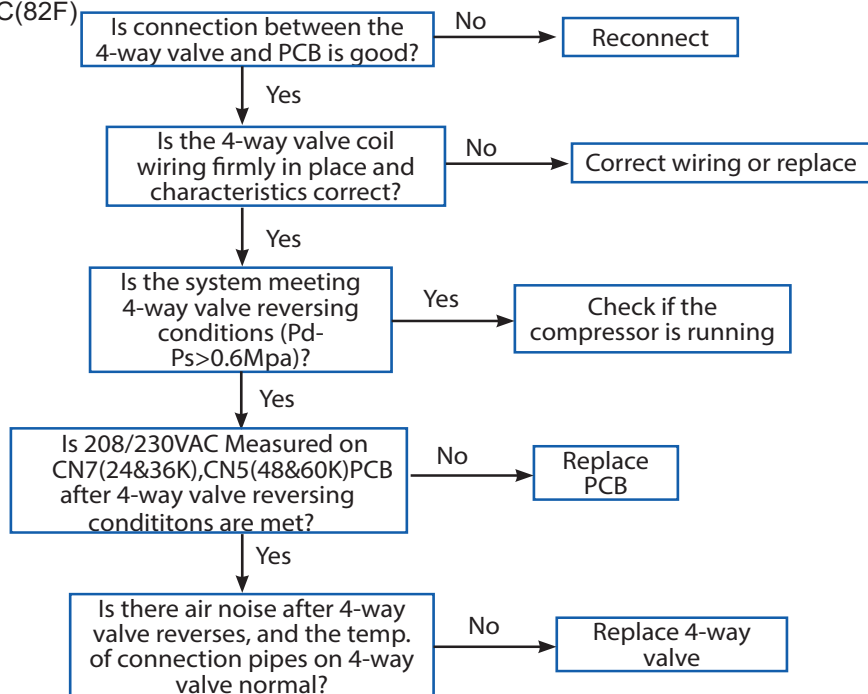 C(82F)
Is connection between the
4-way valve and PCB is good?
No
Reconnect
Yes
Is the 4-way valve coil
wiring firmly in place and
characteristics correct?
No
Correct wiring or replace
Yes
Is the system meeting
4-way valve reversing
conditions (Pd-
Ps>0.6Mpa)?
Yes
Check if the
compressor is running
Yes
Is 208/230VAC Measured on
CN7(24&36K),CN5(48&60K)PCB
after 4-way valve reversing
condititons are met?
No
Replace
PCB
Yes
Is there air noise after 4-way
valve reverses, and the temp.
of connection pipes on 4-way
valve normal?
No
Replace 4-way
valve